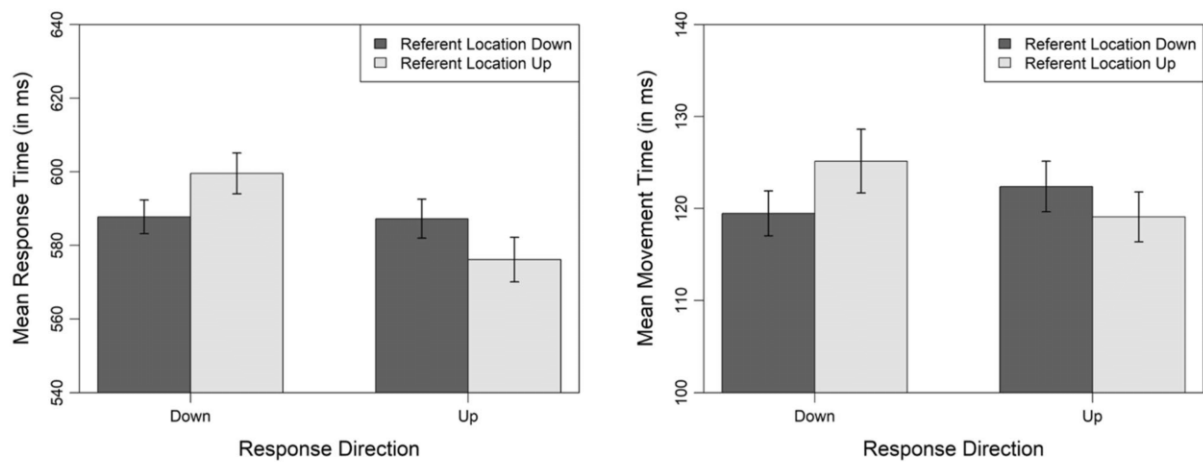 Mean Response Time (in ms)
640
620
600
580
560
540
Referent Location Down
Referent Location Up
Down
Up
Response Direction
Mean Movement Time (in ms)
140
130
120
110
100
Referent Location Down
Referent Location Up
Down
Up
Response Direction